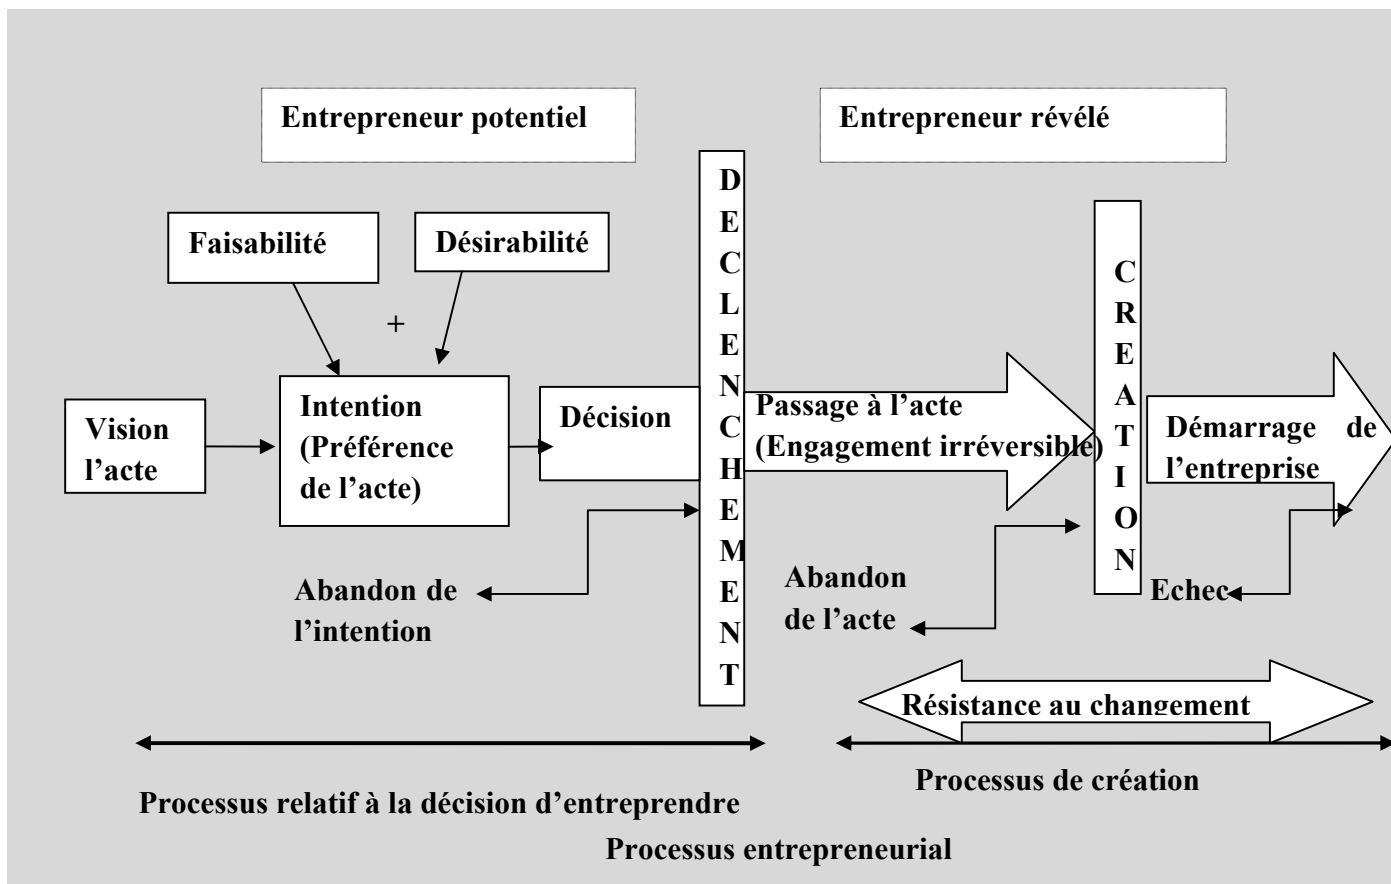 Entrepreneur potentiel
Entrepreneur révélé
DECLENCHEMENT
CREATION
Faisabilité
Désirabilité
+
Vision
l’acte
Intention
(Préférence
de l’acte)
Décision
Passage à l’acte
(Engagement irréversible)
Démarrage de
l’entreprise
Abandon de
l’intention
Abandon
de l’acte
Echec
Résistance au changement
Processus relatif à la décision d’entreprendre
Processus de création
Processus entrepreneurial